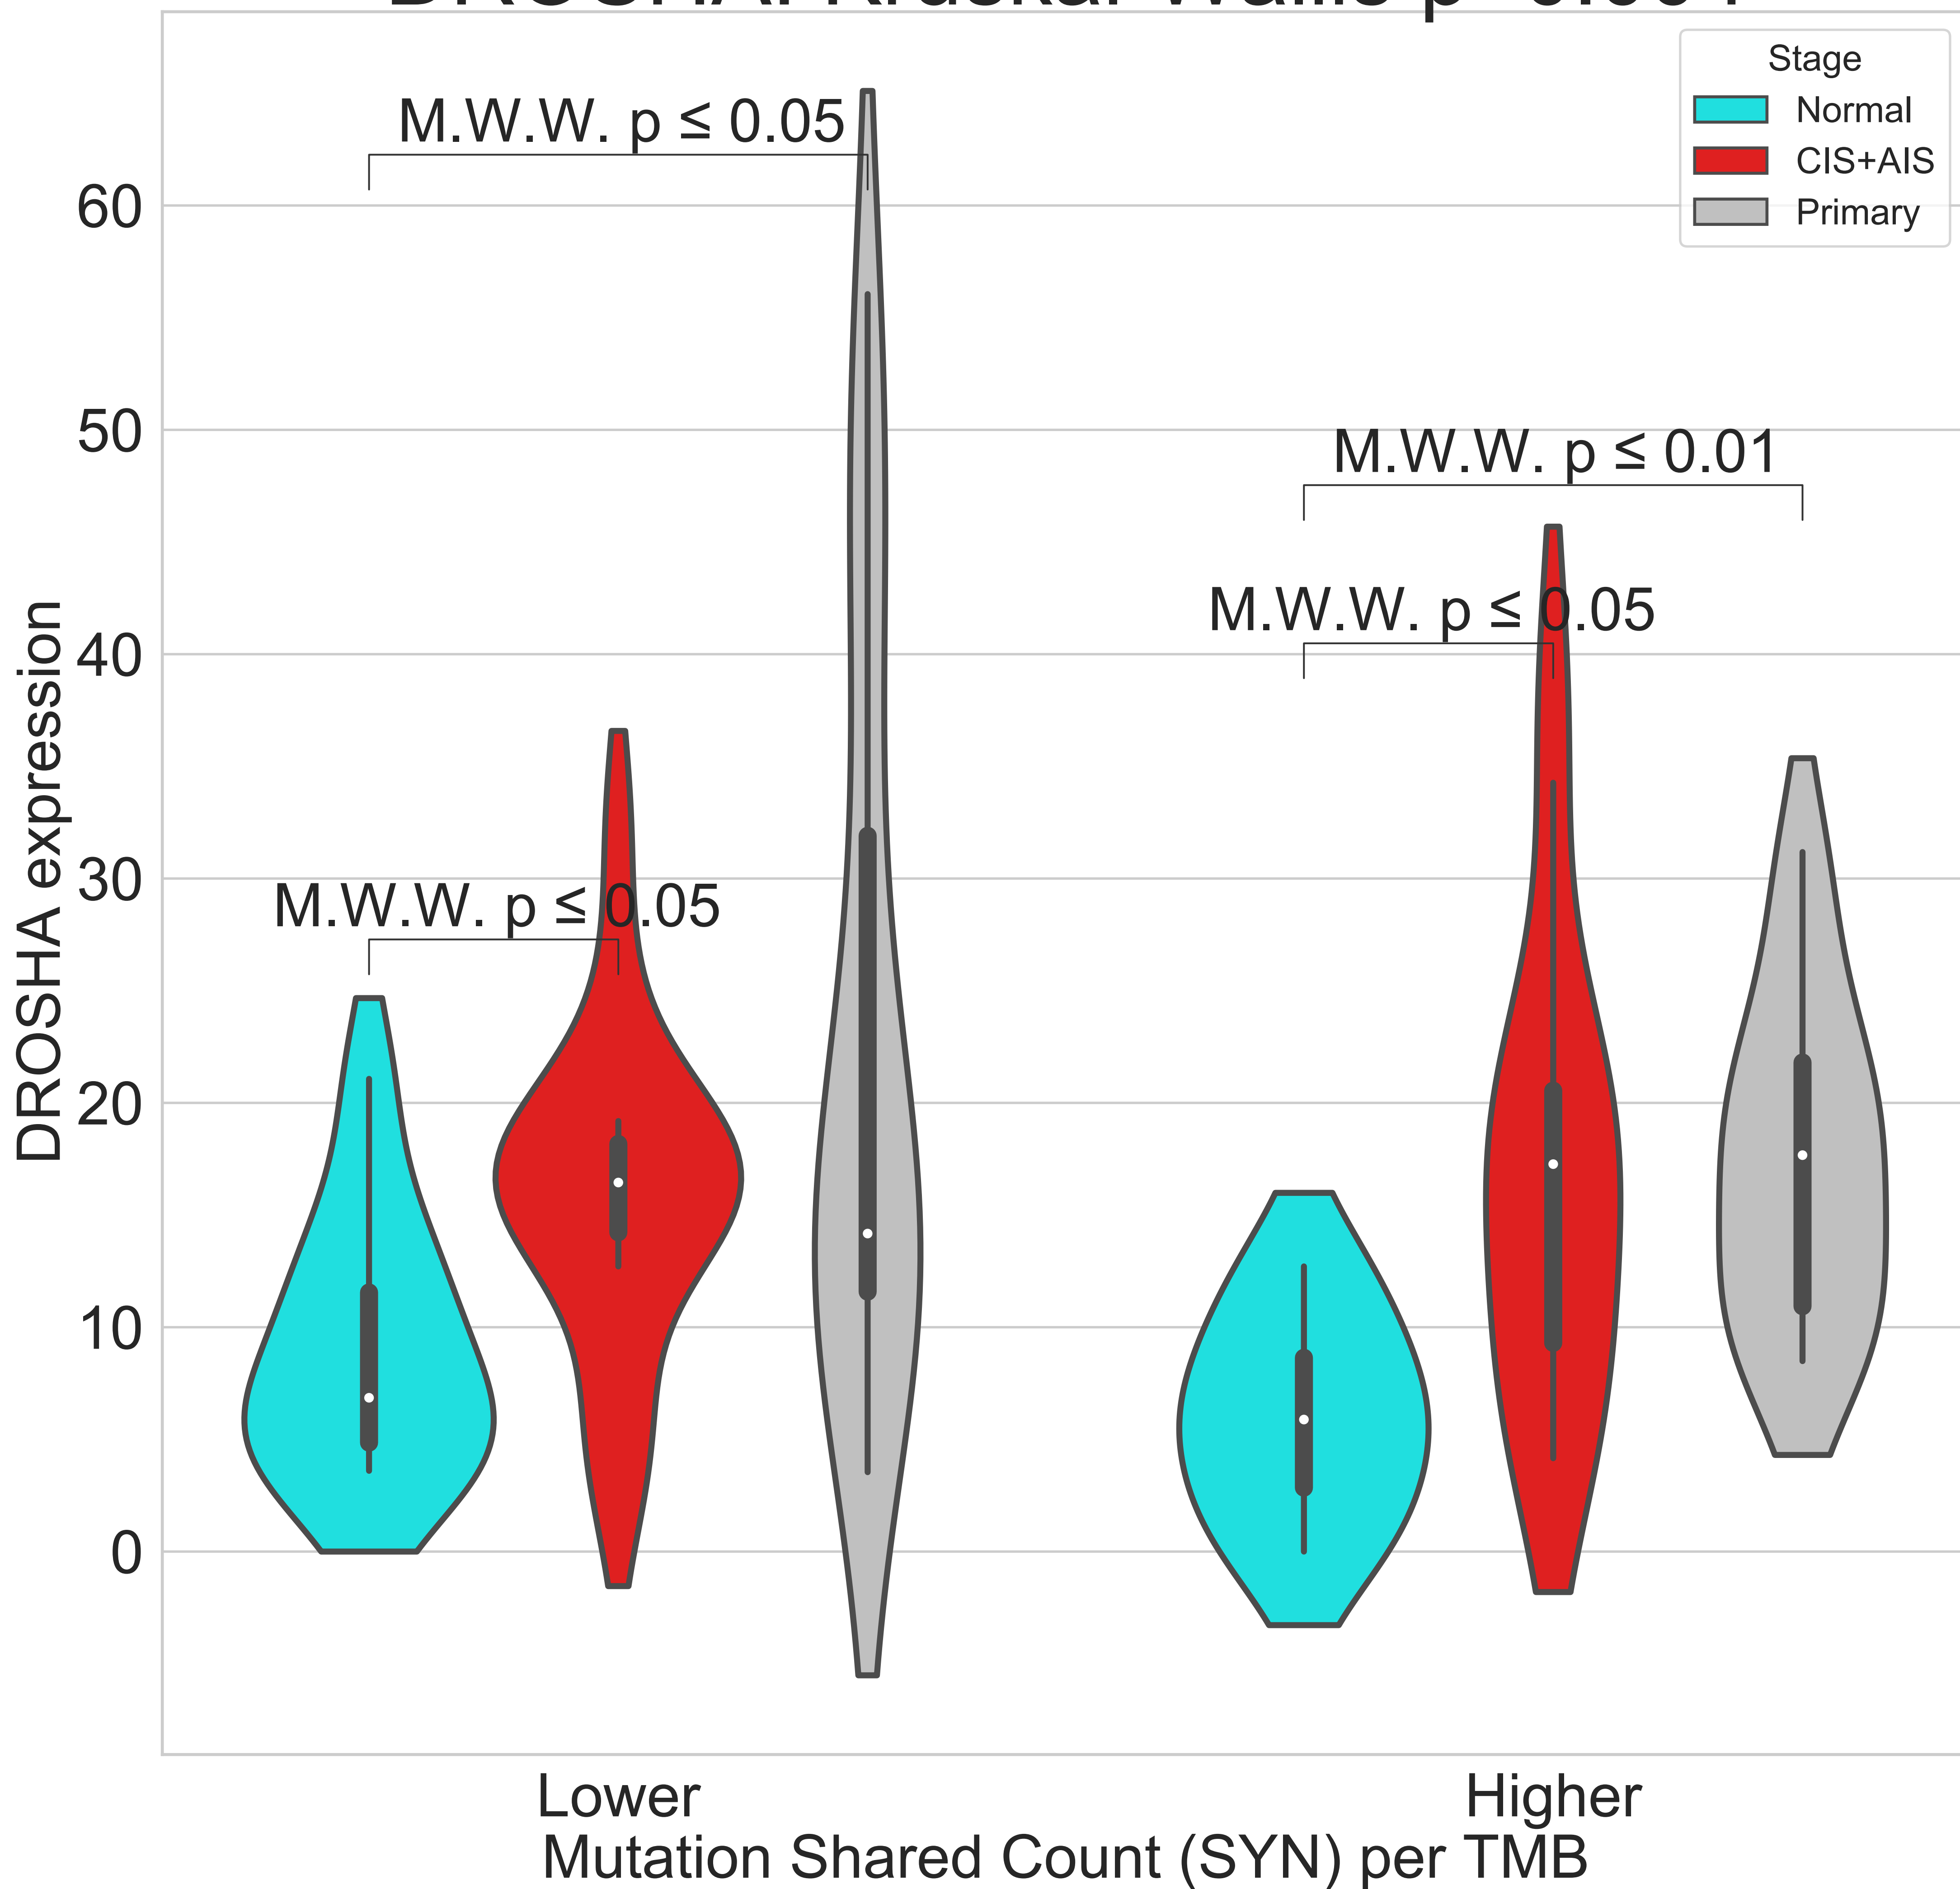 Stage
Normal
CIS+AIS
Primary
M.W.W. p ≤ 0.05
M.W.W. p ≤ 0.01
M.W.W. p ≤ 0.05
M.W.W. p ≤ 0.05
60
50
40
30
20
10
0
DROSHA expression
Lower
Higher
Mutation Shared Count (SYN) per TMB